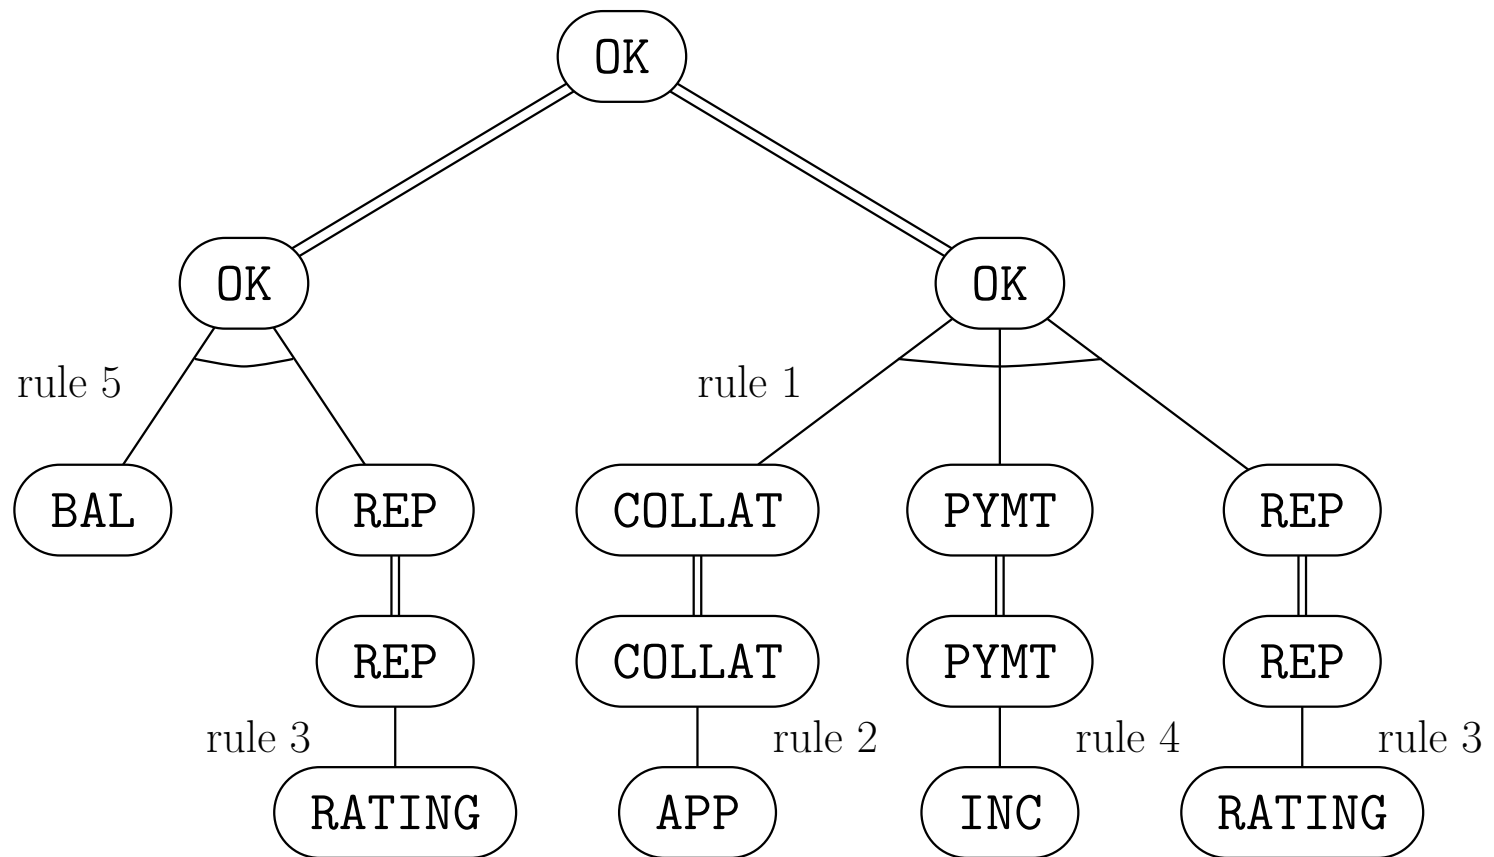 OK
OK OK
rule 5 rule 1
BAL REP COLLAT PYMT REP
REP COLLAT PYMT REP
rule 3 rule 2 rule 4 rule 3
RATING APP INC RATING